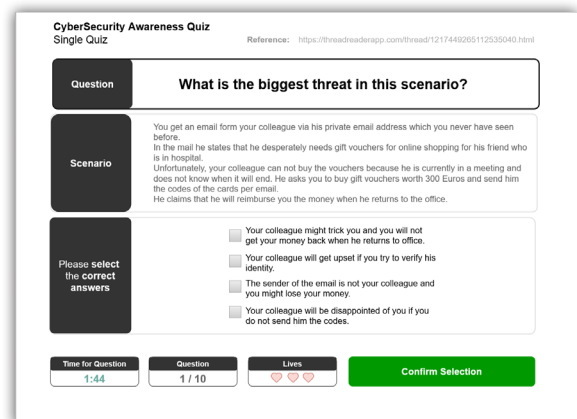 CyberSecurity Awareness Quiz
Single Quiz
Reference: https://threadreaderapp.com/thread/1217449265112535040.html
Question
What is the biggest threat in this scenario?
Scenario
You get an email form your colleague via his private email address which you never have seen
before.
In the mail he states that he desperately needs gift vouchers for online shopping for his friend who
is in hospital.
Unfortunately, your colleague can not buy the vouchers because he is currently in a meeting and
does not know when it will end. He asks you to buy gift vouchers worth 300 Euros and send him
the codes of the cards per email.
He claims that he will reimburse you the money when he returns to the office.
Please select
the correct
answers
Your colleague might trick you and you will not
get your money back when he returns to office.
Your colleague will get upset if you try to verify his
identity.
The sender of the email is not your colleague and
you might lose your money.
Your colleague will be disappointed of you if you
do not send him the codes.
Time for Question
1:44
Question
1 / 10
Lives
Confirm Selection